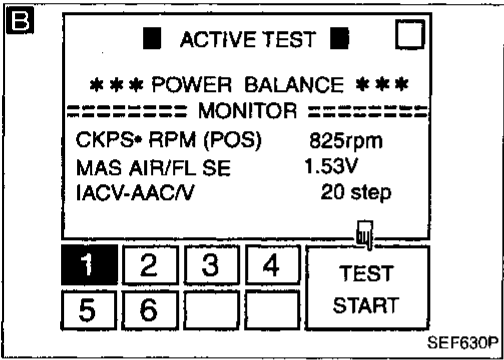 B
■ ACTIVE TEST ■
*** POWER BALANCE ***
======== MONITOR ========
CKPS• RPM (POS) 825rpm
MAS AIR/FL SE 1.53V
IACV-AAC/V 20 step
1 2 3 4 TEST
5 6 START
SEF630P